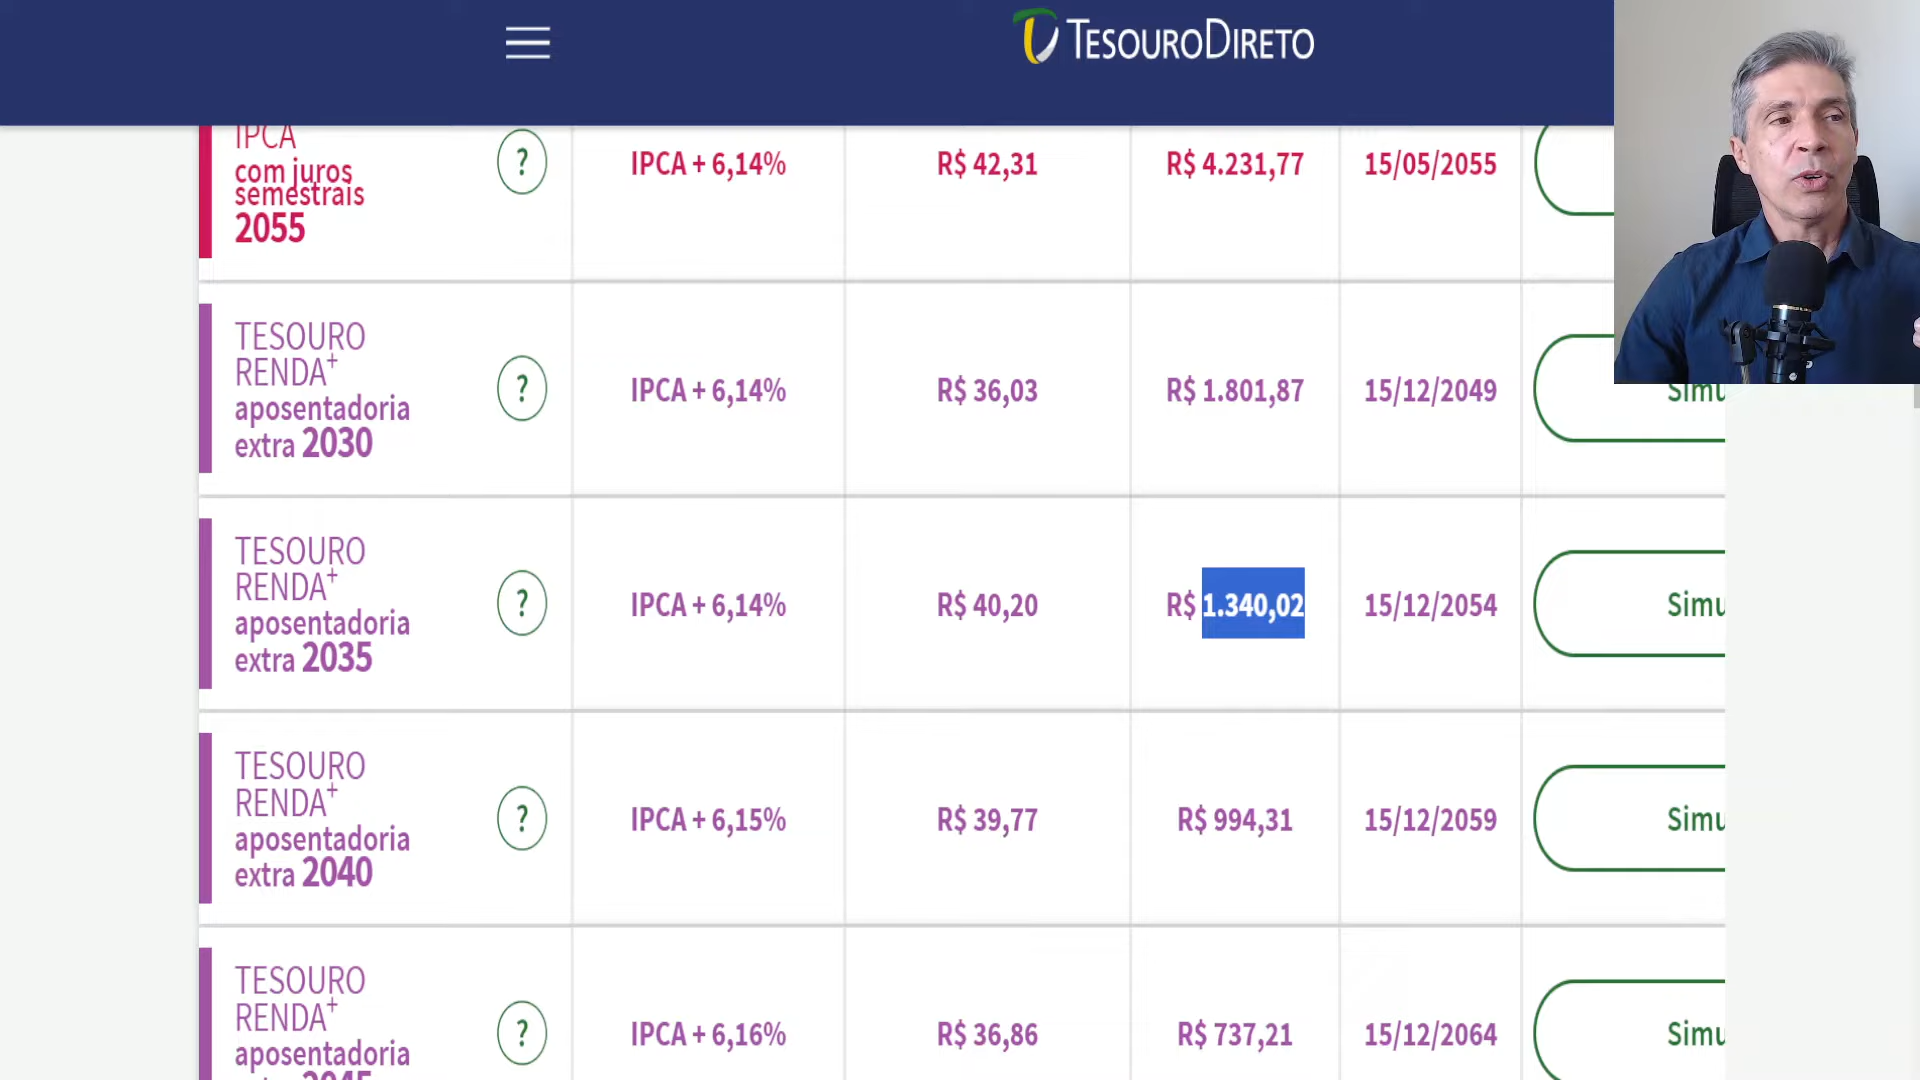 TESOURODIRETO
IPCA
com juros
semestrais
2055
?
IPCA + 6,14%
R$ 42,31
R$ 4.231,77
15/05/2055
TESOURO
RENDA+
aposentadoria
extra 2030
?
IPCA + 6,14%
R$ 36,03
R$ 1.801,87
15/12/2049
Simu
TESOURO
RENDA+
aposentadoria
extra 2035
?
IPCA + 6,14%
R$ 40,20
R$ 1.340,02
15/12/2054
Simu
TESOURO
RENDA+
aposentadoria
extra 2040
?
IPCA + 6,15%
R$ 39,77
R$ 994,31
15/12/2059
Simu
TESOURO
RENDA+
aposentadoria
extra 2045
?
IPCA + 6,16%
R$ 36,86
R$ 737,21
15/12/2064
Simu